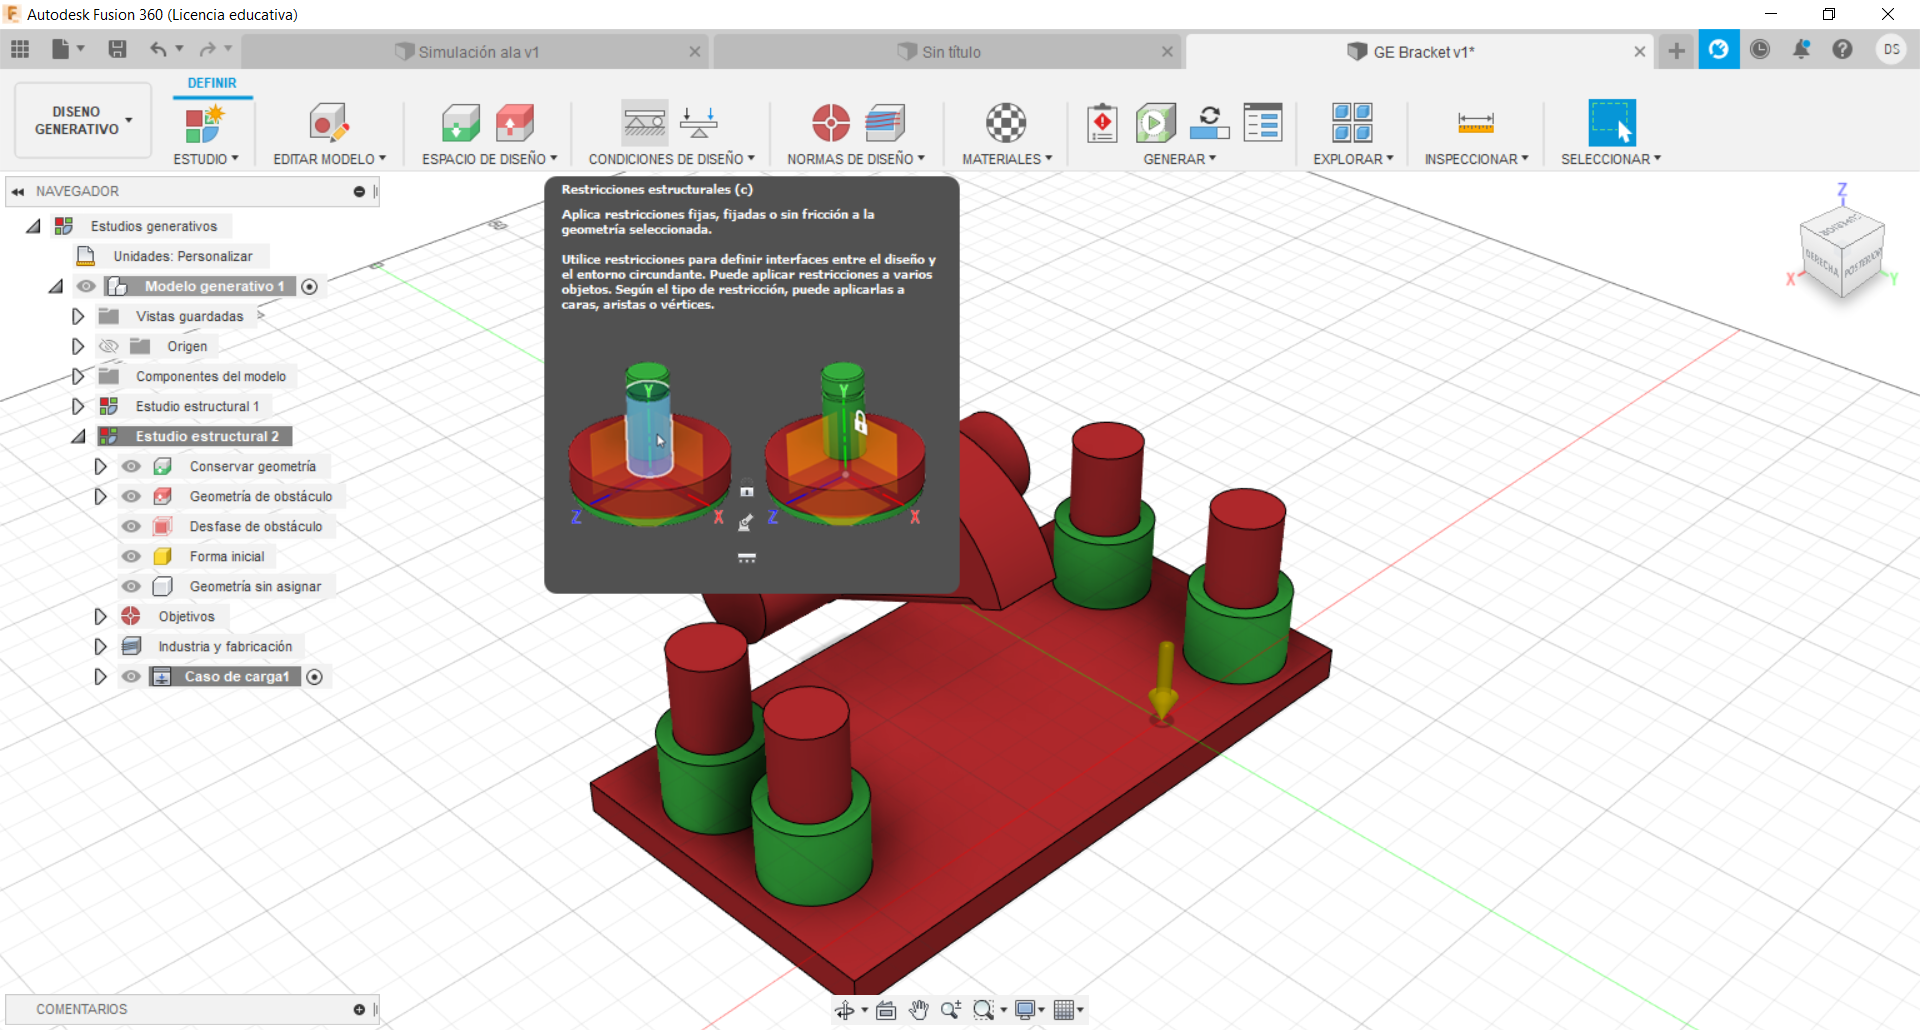 Autodesk Fusion 360 (Licencia educativa)
Simulación ala v1
Sin título
GE Bracket v1*
DS
DEFINIR
DISENO
GENERATIVO
ESTUDIO
EDITAR MODELO
ESPACIO DE DISEÑO
CONDICIONES DE DISEÑO
NORMAS DE DISEÑO
MATERIALES
GENERAR
EXPLORAR
INSPECCIONAR
SELECCIONAR
NAVEGADOR
Estudios generativos
Unidades: Personalizar
Modelo generativo 1
Vistas guardadas
Origen
Componentes del modelo
Estudio estructural 1
Estudio estructural 2
Conservar geometría
Geometría de obstáculo
Desfase de obstáculo
Forma inicial
Geometría sin asignar
Objetivos
Industria y fabricación
Caso de carga1
Restricciones estructurales (c)
Aplica restricciones fijas, fijadas o sin fricción a la
geometría seleccionada.
Utilice restricciones para definir interfaces entre el diseño y
el entorno circundante. Puede aplicar restricciones a varios
objetos. Según el tipo de restricción, puede aplicarlas a
caras, aristas o vértices.
Y
Y
Z
X
Z
X
Z
SUPERIOR
DERECHA
POSTERIOR
X
Y
COMENTARIOS